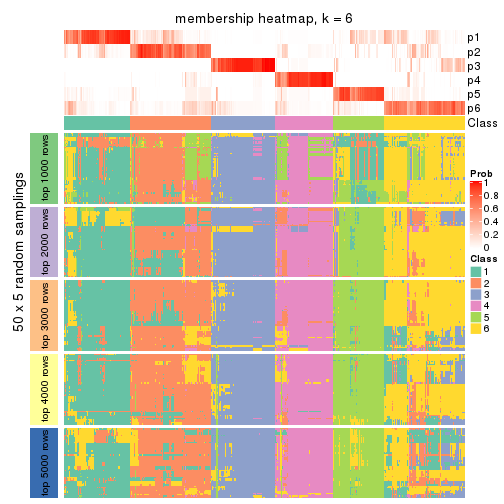 membership heatmap, k = 6
p1
p2
p3
p4
p5
p6
Class
50 x 5 random samplings
top 1000 rows
top 2000 rows
top 3000 rows
top 4000 rows
top 5000 rows
Prob
1
0.8
0.6
0.4
0.2
0
Class
1
2
3
4
5
6